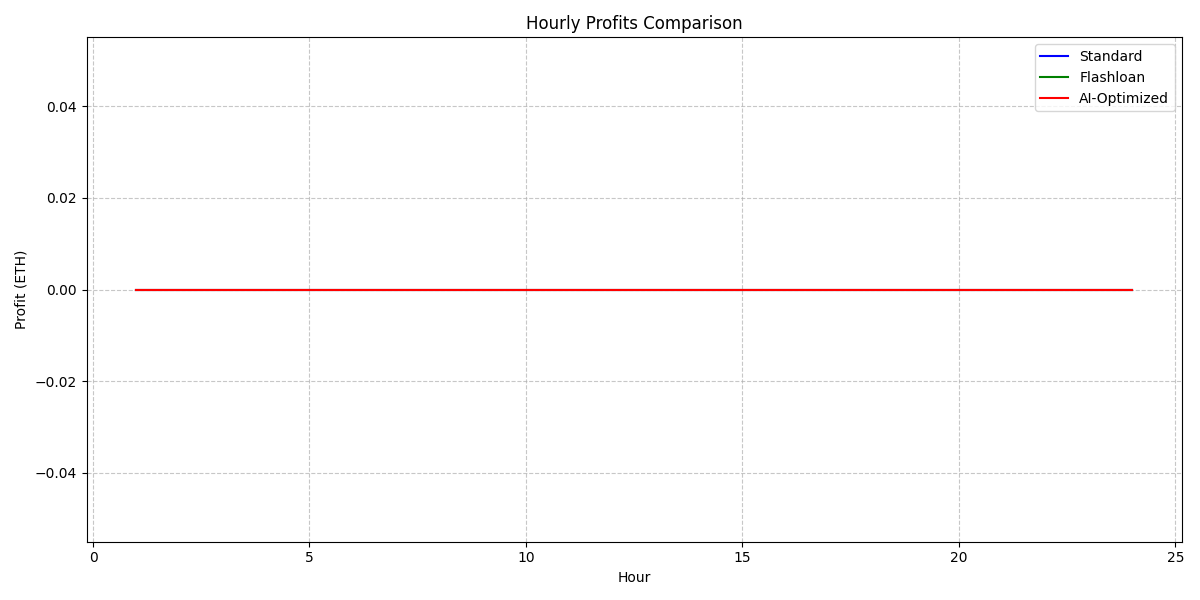 Hourly Profits Comparison
Standard
Flashloan
AI-Optimized
0.04
0.02
0.00
−0.02
−0.04
Profit (ETH)
0 5 10 15 20 25
Hour